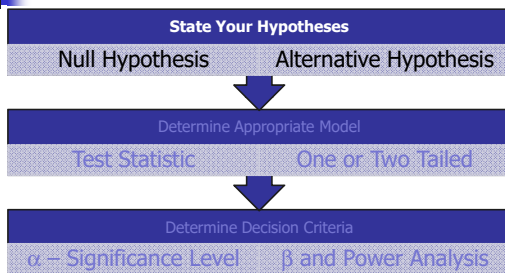 State Your Hypotheses
Null Hypothesis Alternative Hypothesis
Determine Appropriate Model
Test Statistic One or Two Tailed
Determine Decision Criteria
α – Significance Level β and Power Analysis